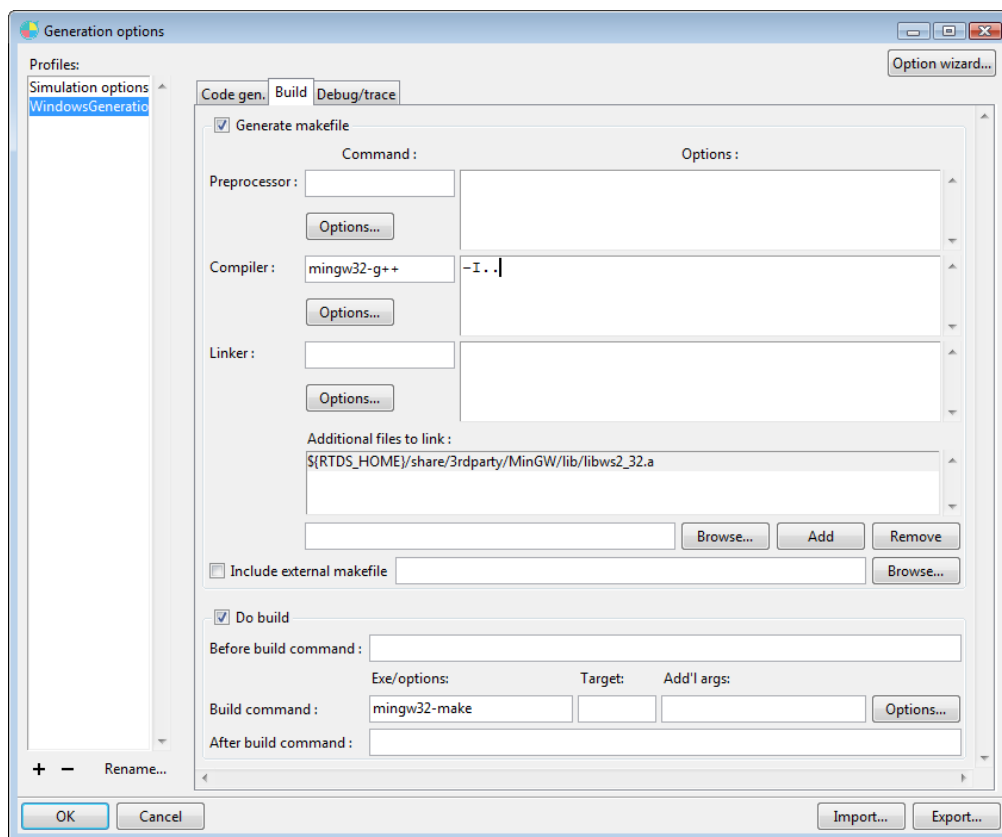 Generation options
Profiles:
Option wizard...
Simulation options
WindowsGeneratio
Code gen. Build Debug/trace
Generate makefile
Command : Options :
Preprocessor :
Options...
Compiler : mingw32-g++ -I..
Options...
Linker :
Options...
Additional files to link :
${RTDS_HOME}/share/3rdparty/MinGW/lib/libws2_32.a
Browse... Add Remove
Include external makefile Browse...
Do build
Before build command :
Exe/options: Target: Add'l args:
Build command : mingw32-make Options...
After build command :
+ − Rename...
OK Cancel Import... Export...